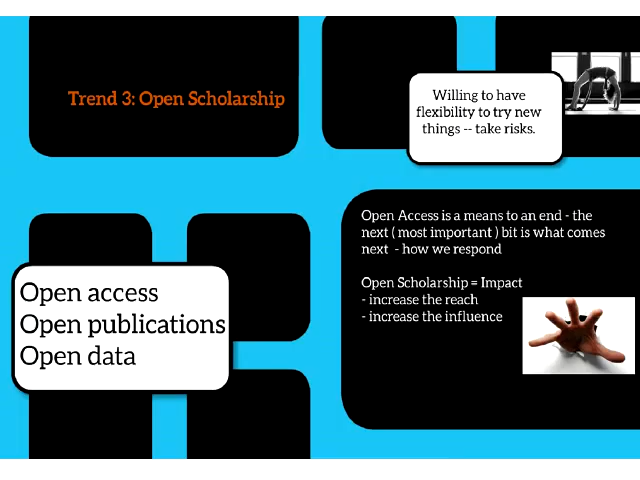 Trend 3: Open Scholarship
Willing to have
flexibility to try new
things -- take risks.
Open access
Open publications
Open data
Open Access is a means to an end - the
next ( most important ) bit is what comes
next  - how we respond
Open Scholarship = Impact
- increase the reach
- increase the influence